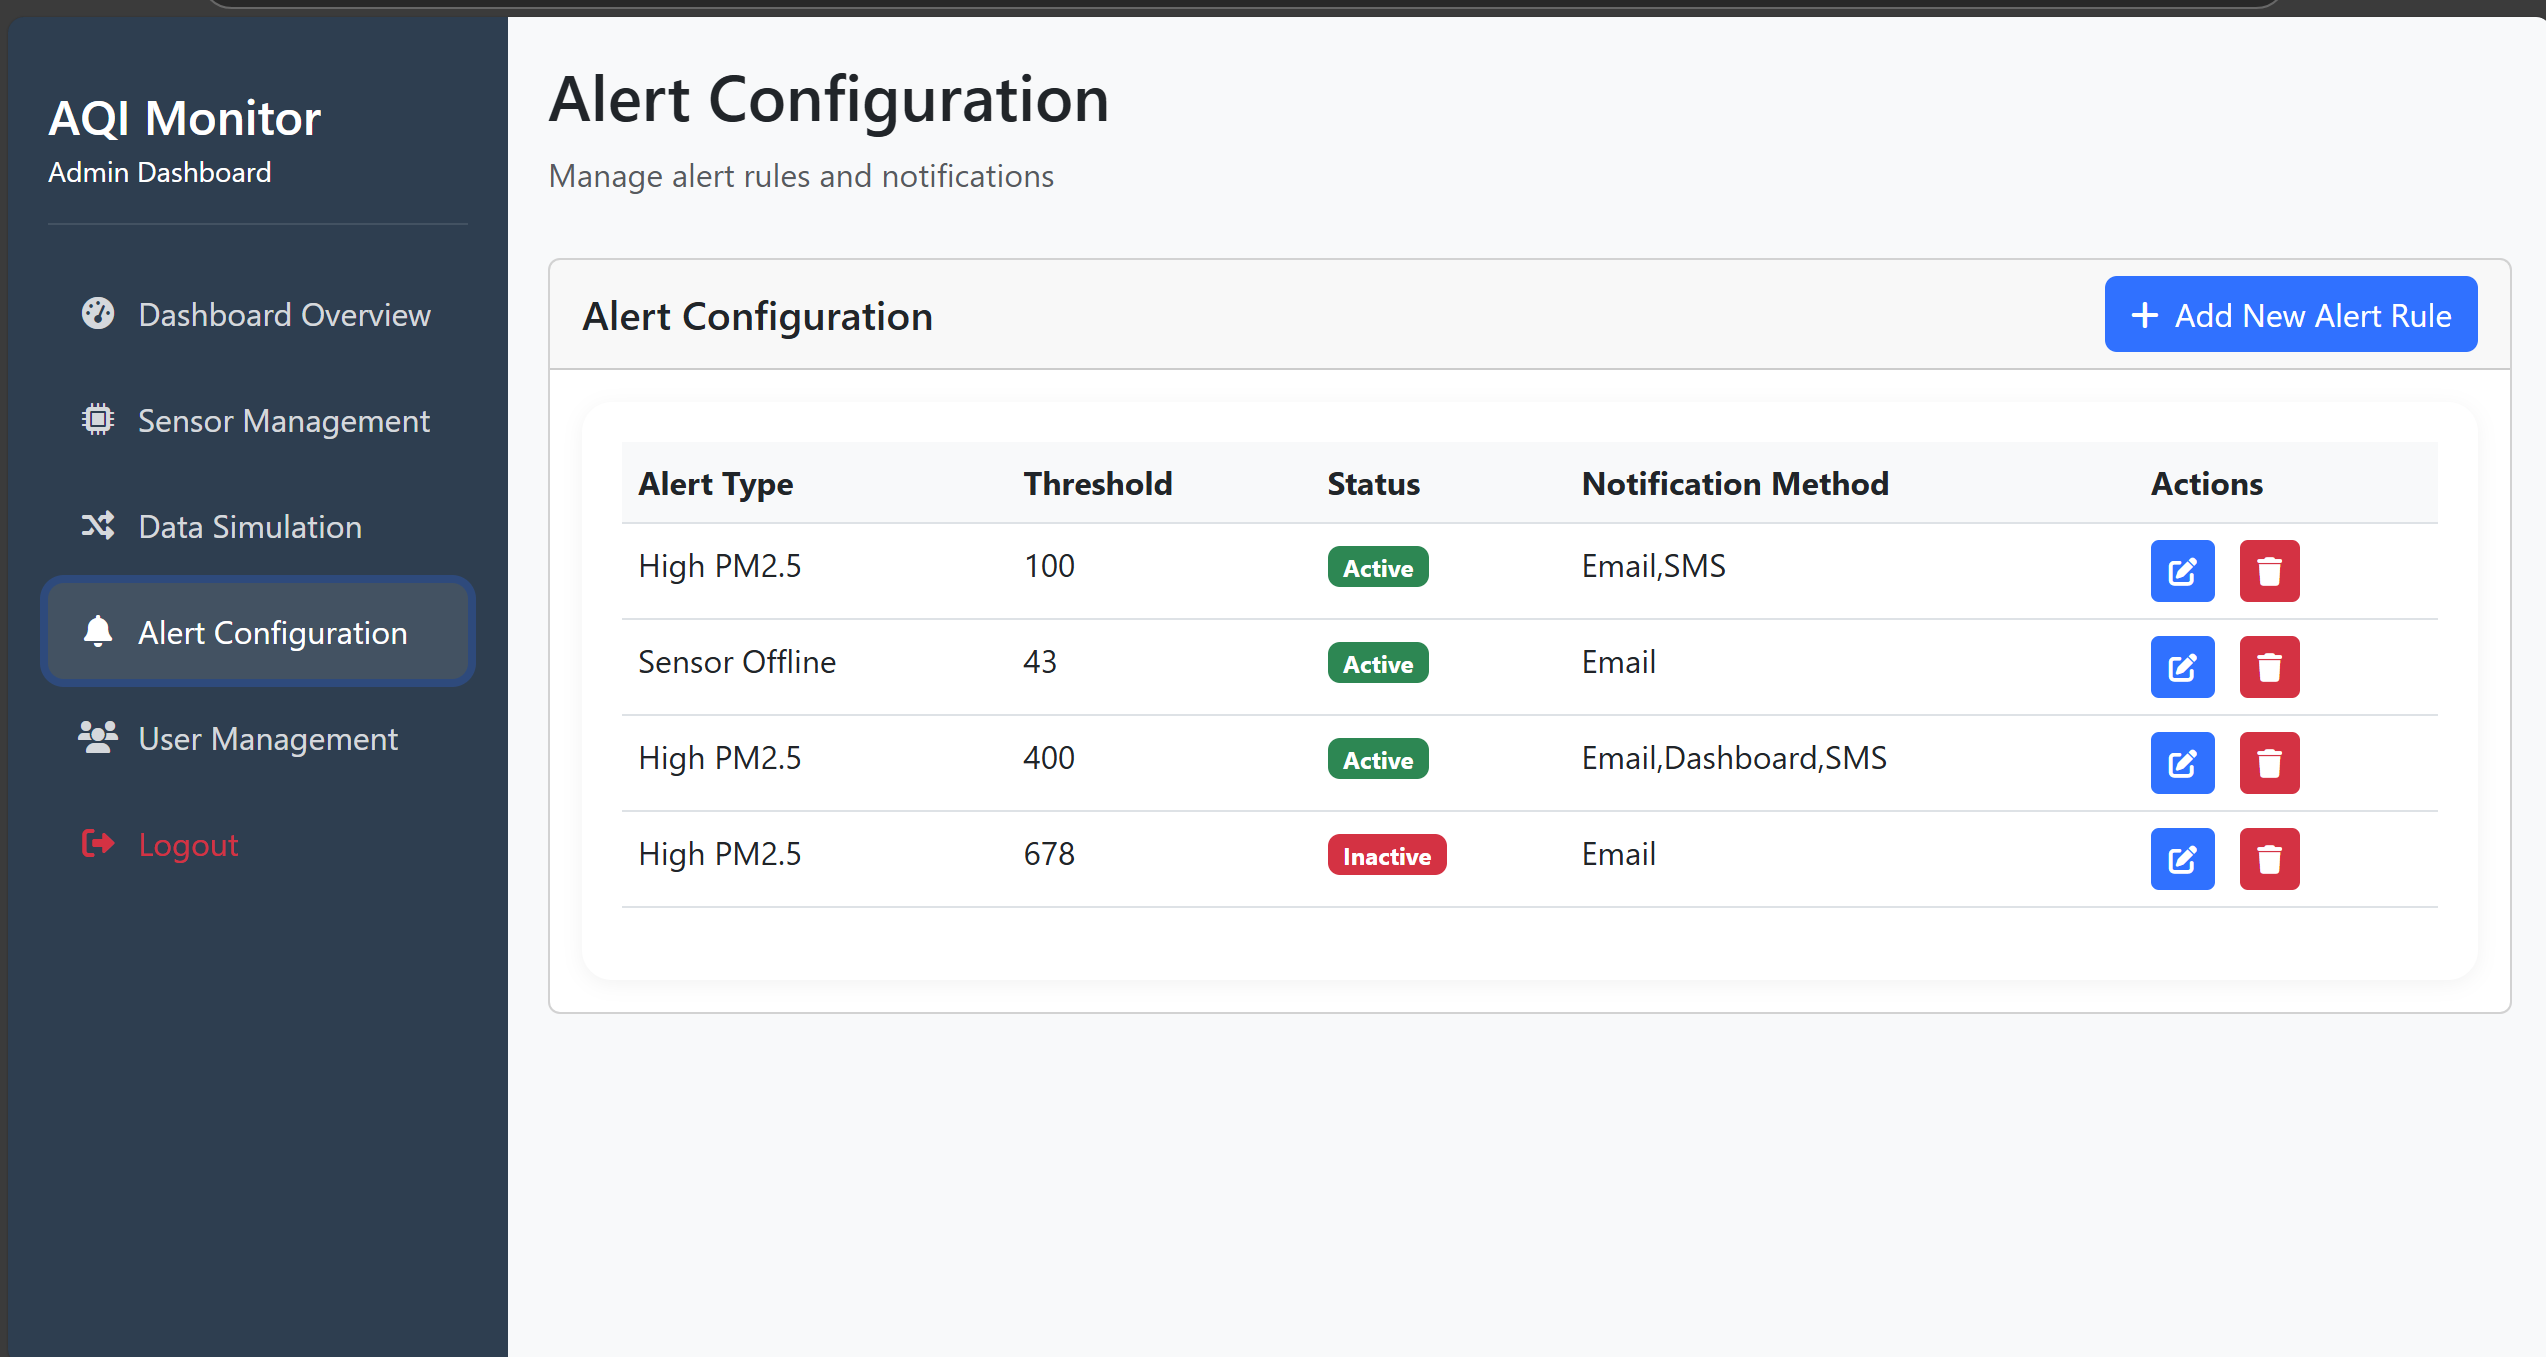 AQI Monitor
Admin Dashboard
Dashboard Overview
Sensor Management
Data Simulation
Alert Configuration
User Management
Logout
Alert Configuration
Manage alert rules and notifications
Alert Configuration
Add New Alert Rule
Alert Type Threshold Status Notification Method Actions
High PM2.5 100 Active Email,SMS
Sensor Offline 43 Active Email
High PM2.5 400 Active Email,Dashboard,SMS
High PM2.5 678 Inactive Email